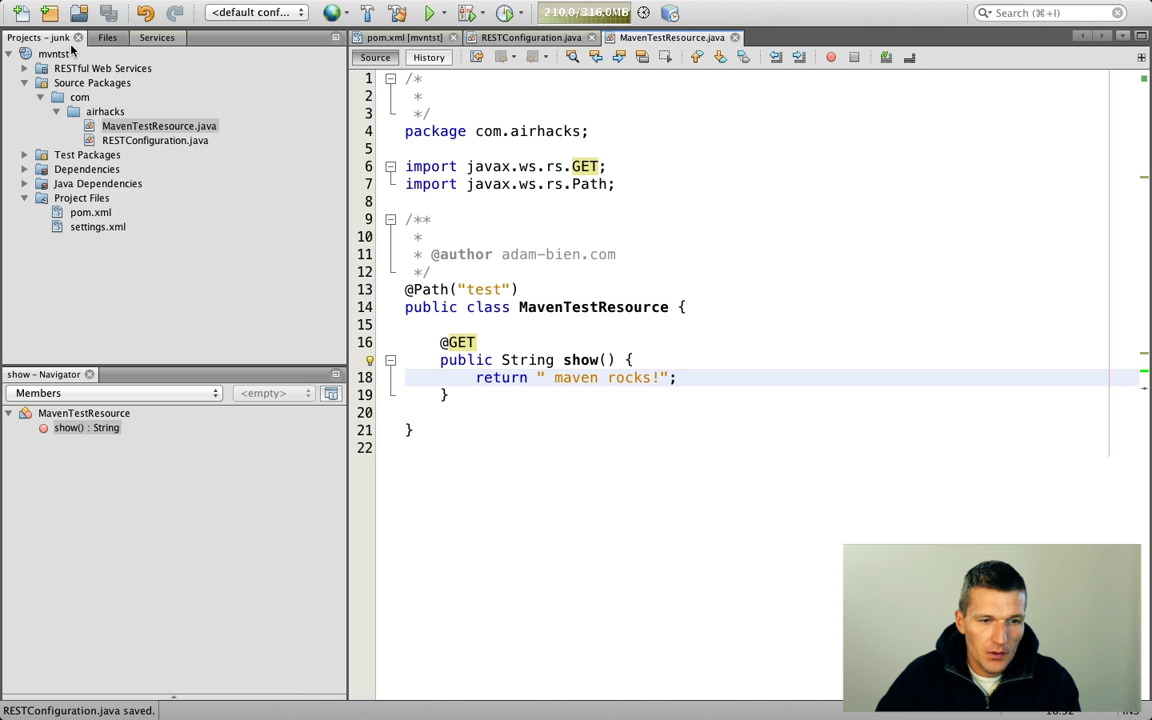 <default conf...
210.0/316.0MB
Search (⌘+I)
Projects – junk
Files
Services
mvntst
RESTful Web Services
Source Packages
com
airhacks
MavenTestResource.java
RESTConfiguration.java
Test Packages
Dependencies
Java Dependencies
Project Files
pom.xml
settings.xml
show – Navigator
Members
<empty>
MavenTestResource
show() : String
RESTConfiguration.java saved.
pom.xml [mvntst]
RESTConfiguration.java
MavenTestResource.java
Source
History
1 /*
2 *
3 */
4 package com.airhacks;
5
6 import javax.ws.rs.GET;
7 import javax.ws.rs.Path;
8
9 /**
10 *
11 * @author adam-bien.com
12 */
13 @Path("test")
14 public class MavenTestResource {
15
16 @GET
public String show() {
18 return " maven rocks!";
19 }
20
21 }
22
INS